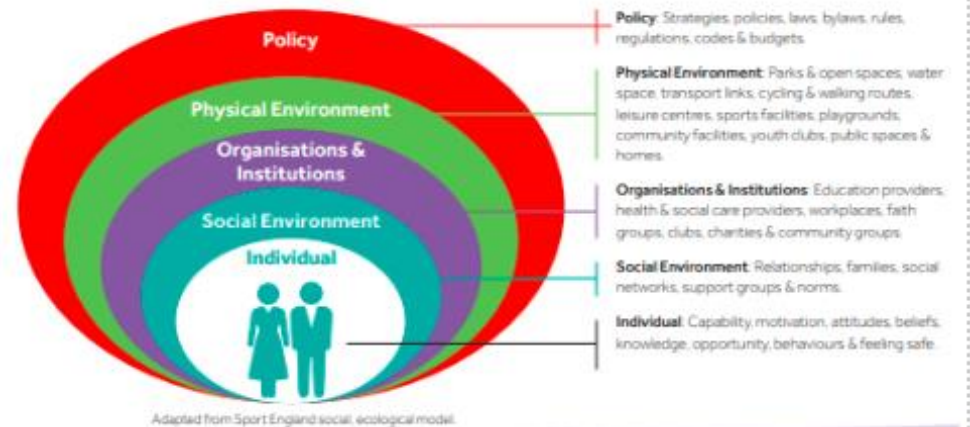 Policy
Physical Environment
Organisations &
Institutions
Social Environment
Individual
Policy: Strategies, policies, laws, bylaws, rules,
regulations, codes & budgets.
Physical Environment: Parks & open spaces, water
space, transport links, cycling & walking routes,
leisure centres, sports facilities, playgrounds,
community facilities, youth clubs, public spaces &
homes.
Organisations & Institutions: Education providers,
health & social care providers, workplaces, faith
groups, clubs, charities & community groups.
Social Environment: Relationships, families, social
networks, support groups & norms.
Individual: Capability, motivation, attitudes, beliefs,
knowledge, opportunity, behaviours & feeling safe.
Adapted from Sport England social, ecological model.